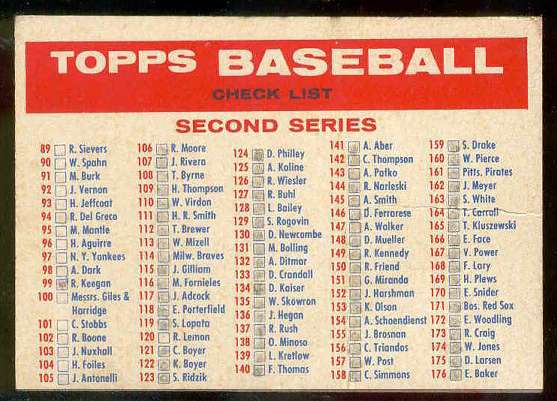 TOPPS BASEBALL
CHECK LIST
SECOND SERIES
89 R. Sievers
90 W. Spahn
91 M. Burk
92 J. Vernon
93 H. Jeffcoat
94 R. Del Greco
95 M. Mantle
96 H. Aguirre
97 N. Y. Yankees
98 A. Dark
99 R. Keegan
100 Messrs. Giles &
Harridge
101 C. Stobbs
102 R. Boone
103 J. Nuxhall
104 H. Foiles
105 J. Antonelli
106 R. Moore
107 J. Rivera
108 T. Byrne
109 H. Thompson
110 W. Virdon
111 H. R. Smith
112 T. Brewer
113 W. Mizell
114 Milw. Braves
115 J. Gilliam
116 M. Fornieles
117 J. Adcock
118 E. Porterfield
119 S. Lopata
120 R. Lemon
121 C. Boyer
122 K. Boyer
123 S. Ridzik
124 D. Philley
125 A. Kaline
126 R. Wiesler
127 R. Buhl
128 L. Bailey
129 S. Rogovin
130 D. Newcombe
131 M. Bolling
132 A. Ditmar
133 D. Crandall
134 D. Kaiser
135 W. Skowron
136 J. Hegan
137 R. Rush
138 O. Minoso
139 L. Kretlow
140 F. Thomas
141 A. Aber
142 C. Thompson
143 A. Pafko
144 R. Narleski
145 A. Smith
146 D. Ferrarese
147 A. Walker
148 D. Mueller
149 R. Kennedy
150 R. Friend
151 G. Miranda
152 J. Harshman
153 K. Olson
154 A. Schoendienst
155 J. Brosnan
156 C. Triandos
157 W. Post
158 C. Simmons
159 S. Drake
160 W. Pierce
161 Pitts. Pirates
162 J. Meyer
163 S. White
164 T. Carroll
165 T. Kluszewski
166 E. Face
167 V. Power
168 F. Lary
169 H. Plews
170 E. Snider
171 Bos. Red Sox
172 E. Woodling
173 R. Craig
174 W. Jones
175 D. Larsen
176 E. Baker